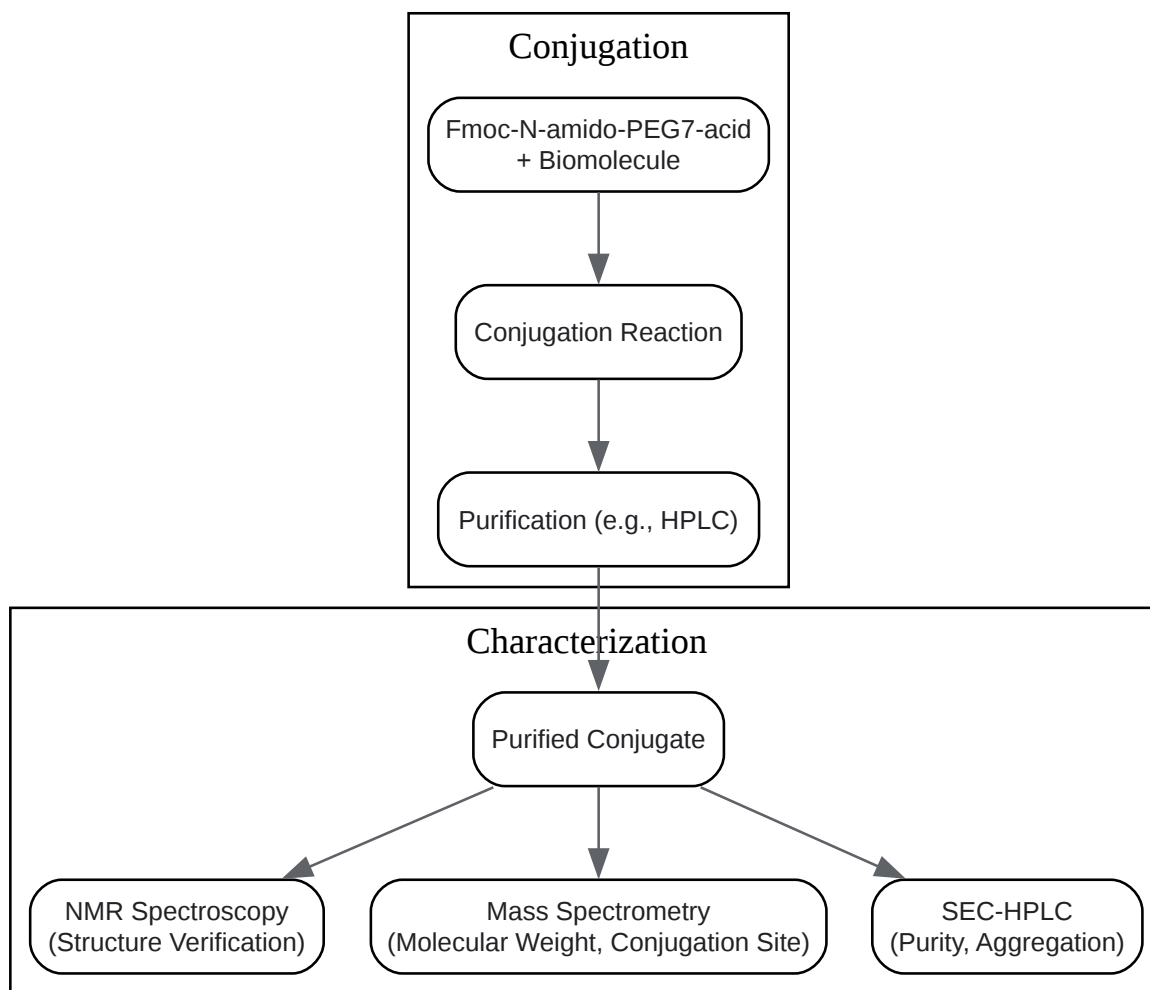 Conjugation
Fmoc-N-amido-PEG7-acid
+ Biomolecule
Conjugation Reaction
Purification (e.g., HPLC)
Characterization
Purified Conjugate
NMR Spectroscopy
(Structure Verification)
Mass Spectrometry
(Molecular Weight, Conjugation Site)
SEC-HPLC
(Purity, Aggregation)